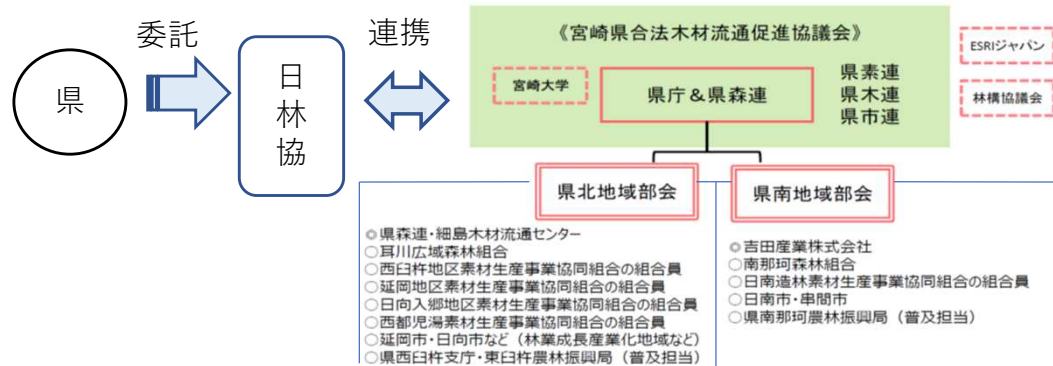 県
委託
日林協
連携
《宮崎県合法木材流通促進協議会》
宮崎大学
県庁＆県森連
県素連
県木連
県市連
ESRIジャパン
林構協議会
県北地域部会
◎県森連・細島木材流通センター
○耳川広域森林組合
○西臼杵地区素材生産事業協同組合の組合員
○延岡地区素材生産事業協同組合の組合員
○日向入郷地区素材生産事業協同組合の組合員
○西都児湯素材生産事業協同組合の組合員
○延岡市・日向市など（林業成長産業化地域など）
○県西臼杵支庁・東臼杵農林振興局（普及担当）
県南地域部会
◎吉田産業株式会社
○南那珂森林組合
○日南造林素材生産事業協同組合の組合員
○日南市・串間市
○県南那珂農林振興局（普及担当）